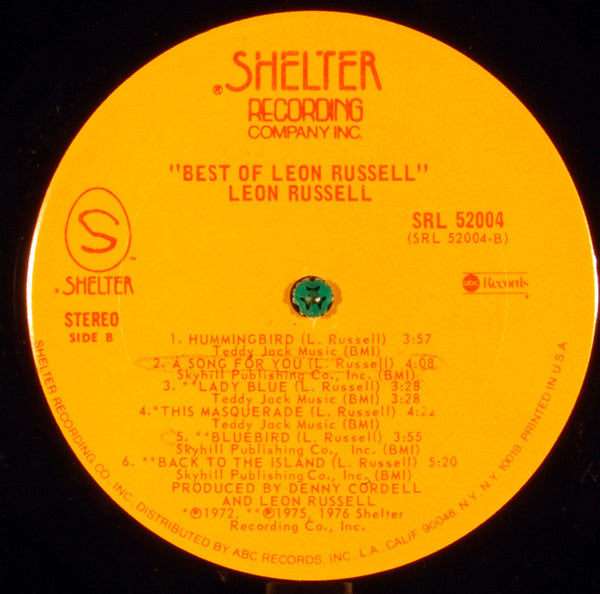 SHELTER
RECORDING
COMPANY INC.
"BEST OF LEON RUSSELL"
LEON RUSSELL
S
™
SHELTER
SRL 52004
(SRL 52004-B)
abc Records
STEREO
SIDE B
1. HUMMINGBIRD (L. Russell) 3:57
Teddy Jack Music (BMI)
2. A SONG FOR YOU (L. Russell) 4:08
Skyhill Publishing Co., Inc. (BMI)
3. **LADY BLUE (L. Russell) 3:28
Teddy Jack Music (BMI) 3:28
4.*THIS MASQUERADE (L. Russell) 4:22
Teddy Jack Music (BMI)
5. **BLUEBIRD (L. Russell) 3:55
Skyhill Publishing Co., Inc. (BMI)
6. **BACK TO THE ISLAND (L. Russell) 5:20
Skyhill Publishing Co., Inc. (BMI)
PRODUCED BY DENNY CORDELL
AND LEON RUSSELL
*℗1972, **℗1975, 1976 Shelter
Recording Co., Inc.
SHELTER RECORDING CO. INC. DISTRIBUTED BY ABC RECORDS, INC., L.A., CALIF. 90048, N.Y., N.Y. 10019. PRINTED IN U.S.A.